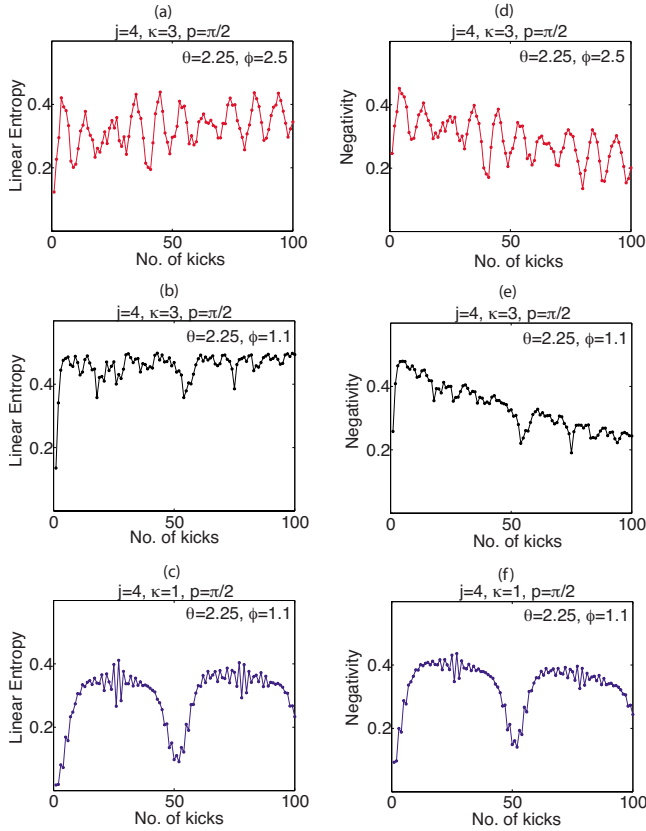 (a)
j=4, κ=3, p=π/2
θ=2.25, ϕ=2.5
Linear Entropy
0.4
0.2
0
50
100
No. of kicks
(d)
j=4, κ=3, p=π/2
θ=2.25, ϕ=2.5
Negativity
0.4
0.2
0
50
100
No. of kicks
(b)
j=4, κ=3, p=π/2
θ=2.25, ϕ=1.1
Linear Entropy
0.4
0.2
0
50
100
No. of kicks
(e)
j=4, κ=3, p=π/2
θ=2.25, ϕ=1.1
Negativity
0.4
0.2
0
50
100
No. of kicks
(c)
j=4, κ=1, p=π/2
θ=2.25, ϕ=1.1
Linear Entropy
0.4
0.2
0
50
100
No. of kicks
(f)
j=4, κ=1, p=π/2
θ=2.25, ϕ=1.1
Negativity
0.4
0.2
0
50
100
No. of kicks